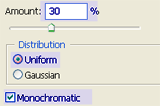 Amount: 30 %
Distribution
Uniform
Gaussian
Monochromatic